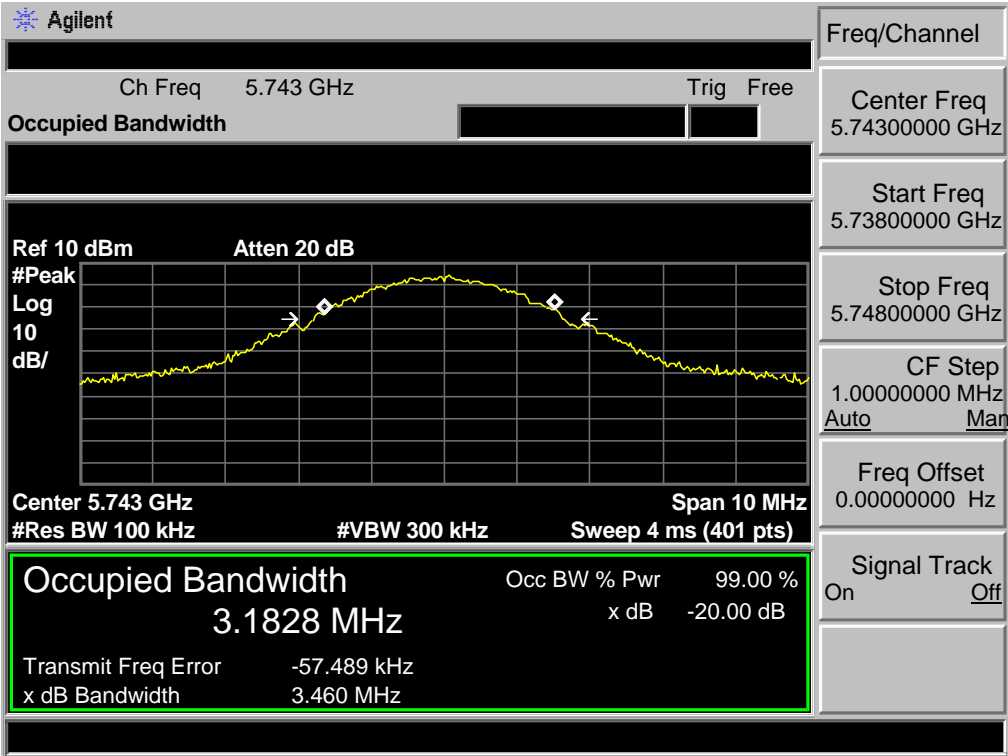 Agilent
Freq/Channel
Ch Freq 5.743 GHz Trig Free
Occupied Bandwidth
Center Freq
5.74300000 GHz
Start Freq
5.73800000 GHz
Stop Freq
5.74800000 GHz
CF Step
1.00000000 MHz
Auto Man
Freq Offset
0.00000000 Hz
Signal Track
On Off
Ref 10 dBm Atten 20 dB
#Peak
Log
10
dB/
Center 5.743 GHz Span 10 MHz
#Res BW 100 kHz #VBW 300 kHz Sweep 4 ms (401 pts)
Occupied Bandwidth
3.1828 MHz
Occ BW % Pwr 99.00 %
x dB -20.00 dB
Transmit Freq Error -57.489 kHz
x dB Bandwidth 3.460 MHz